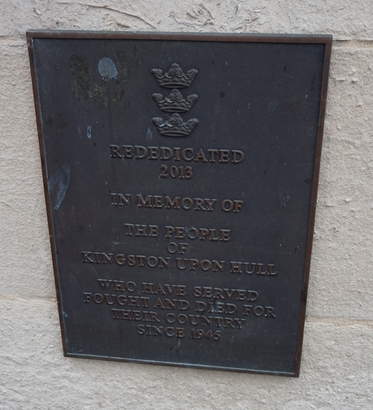 REDEDICATED
2013
IN MEMORY OF
THE PEOPLE
OF
KINGSTON UPON HULL
WHO HAVE SERVED
FOUGHT AND DIED FOR
THEIR COUNTRY
SINCE 1945